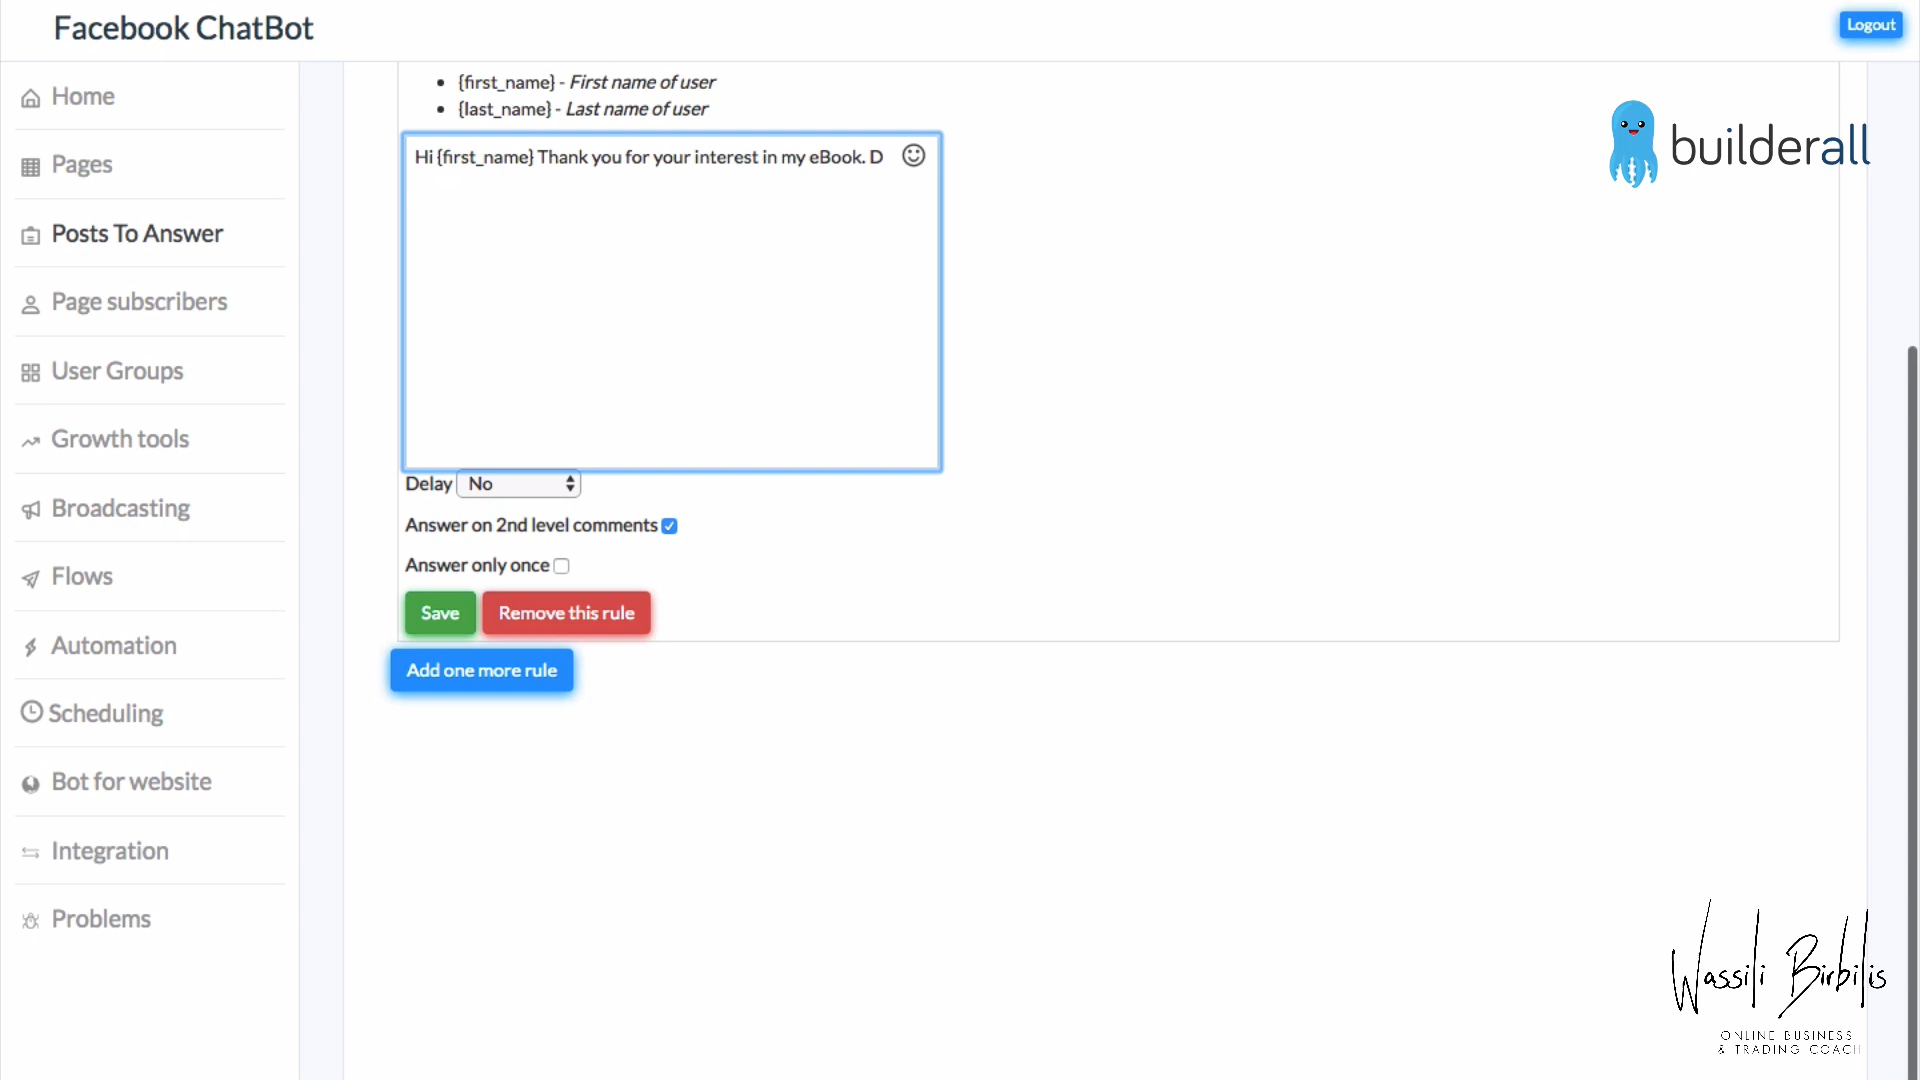 Facebook ChatBot
Logout
Home
Pages
Posts To Answer
Page subscribers
User Groups
Growth tools
Broadcasting
Flows
Automation
Scheduling
Bot for website
Integration
Problems
{first_name} - First name of user
{last_name} - Last name of user
Hi {first_name} Thank you for your interest in my eBook. D
Delay No
Answer on 2nd level comments
Answer only once
Save Remove this rule
Add one more rule
builderall
Wassili Birbilis
ONLINE BUSINESS
& TRADING COACH